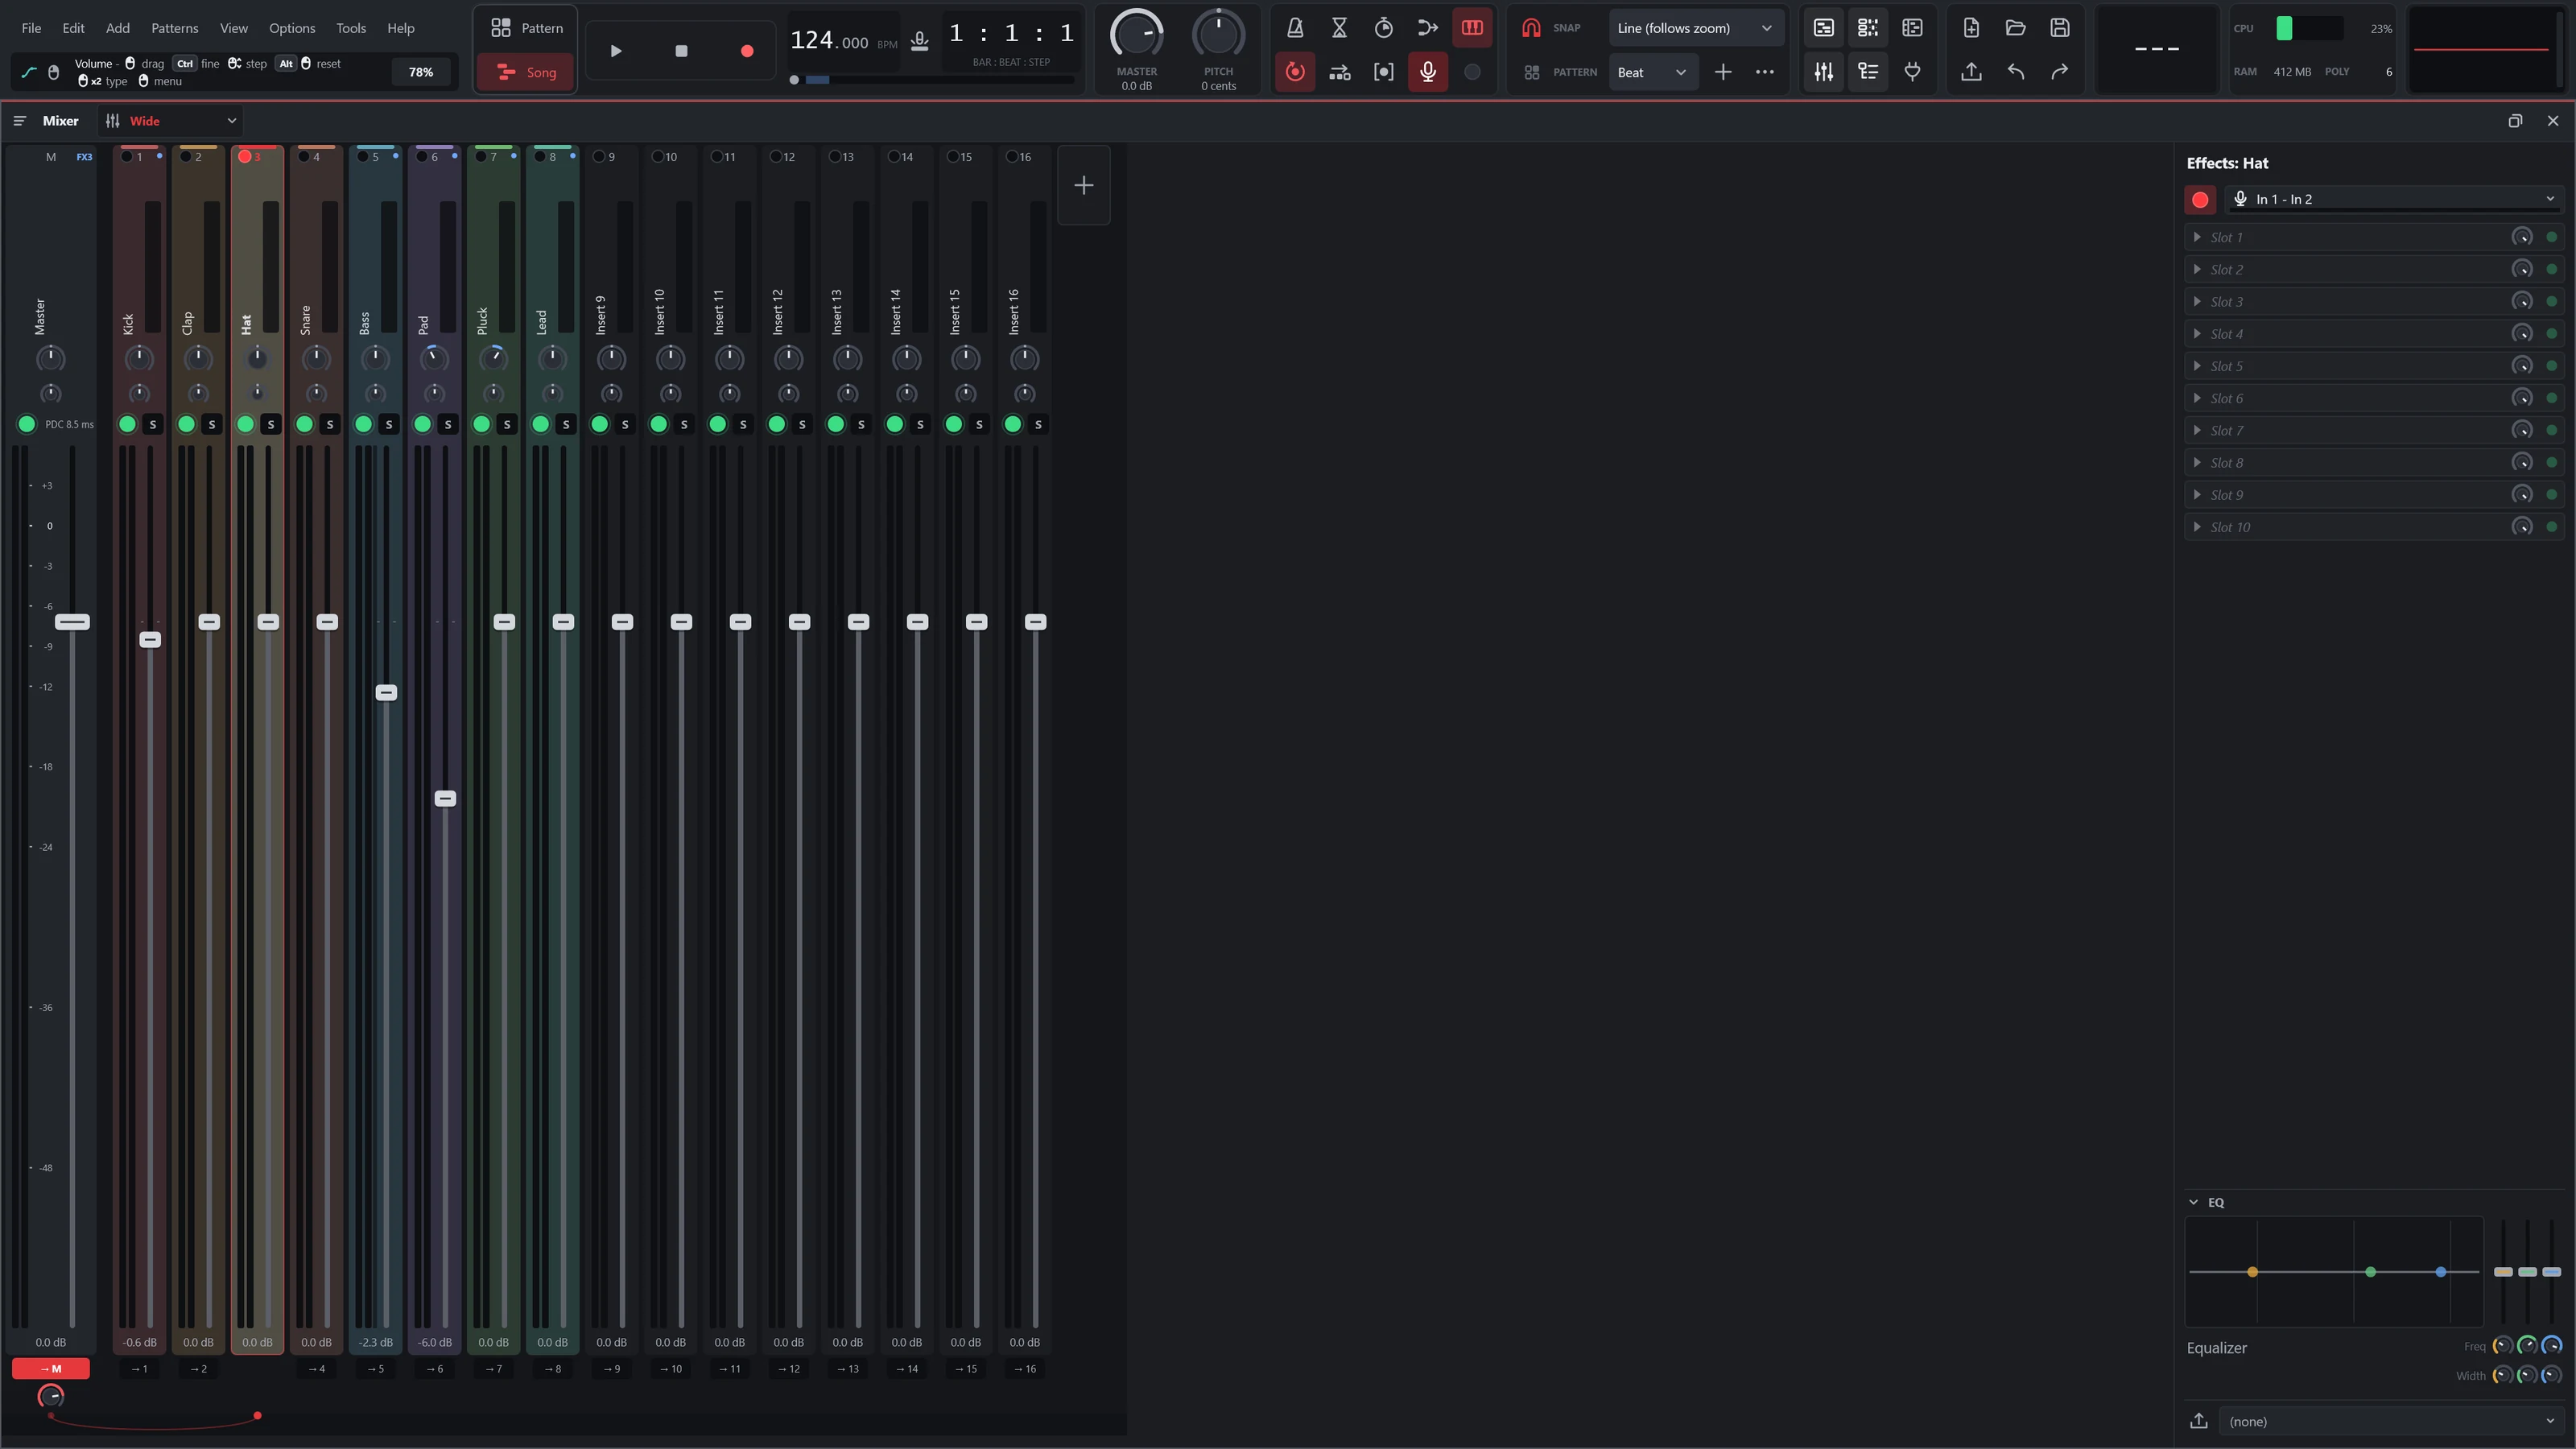 File Edit Add Patterns View Options Tools Help
Volume - drag Ctrl fine step Alt reset
x2 type menu
78%
Pattern
Song
124.000 BPM
1 : 1 : 1
BAR : BEAT : STEP
MASTER
0.0 dB
PITCH
0 cents
SNAP Line (follows zoom)
PATTERN Beat
---
CPU 23%
RAM 412 MB POLY 6
Mixer Wide
M FX3 1 2 3 4 5 6 7 8 9 10 11 12 13 14 15 16
Master Kick Clap Hat Snare Bass Pad Pluck Lead Insert 9 Insert 10 Insert 11 Insert 12 Insert 13 Insert 14 Insert 15 Insert 16
PDC 8.5 ms S S S S S S S S S S S S S S S S
+3
0
-3
-6
-9
-12
-18
-24
-36
-48
0.0 dB -0.6 dB 0.0 dB 0.0 dB 0.0 dB -2.3 dB -6.0 dB 0.0 dB 0.0 dB 0.0 dB 0.0 dB 0.0 dB 0.0 dB 0.0 dB 0.0 dB 0.0 dB 0.0 dB
→ M → 1 → 2 → 4 → 5 → 6 → 7 → 8 → 9 → 10 → 11 → 12 → 13 → 14 → 15 → 16
Effects: Hat
In 1 - In 2
Slot 1
Slot 2
Slot 3
Slot 4
Slot 5
Slot 6
Slot 7
Slot 8
Slot 9
Slot 10
EQ
Equalizer Freq
Width
(none)